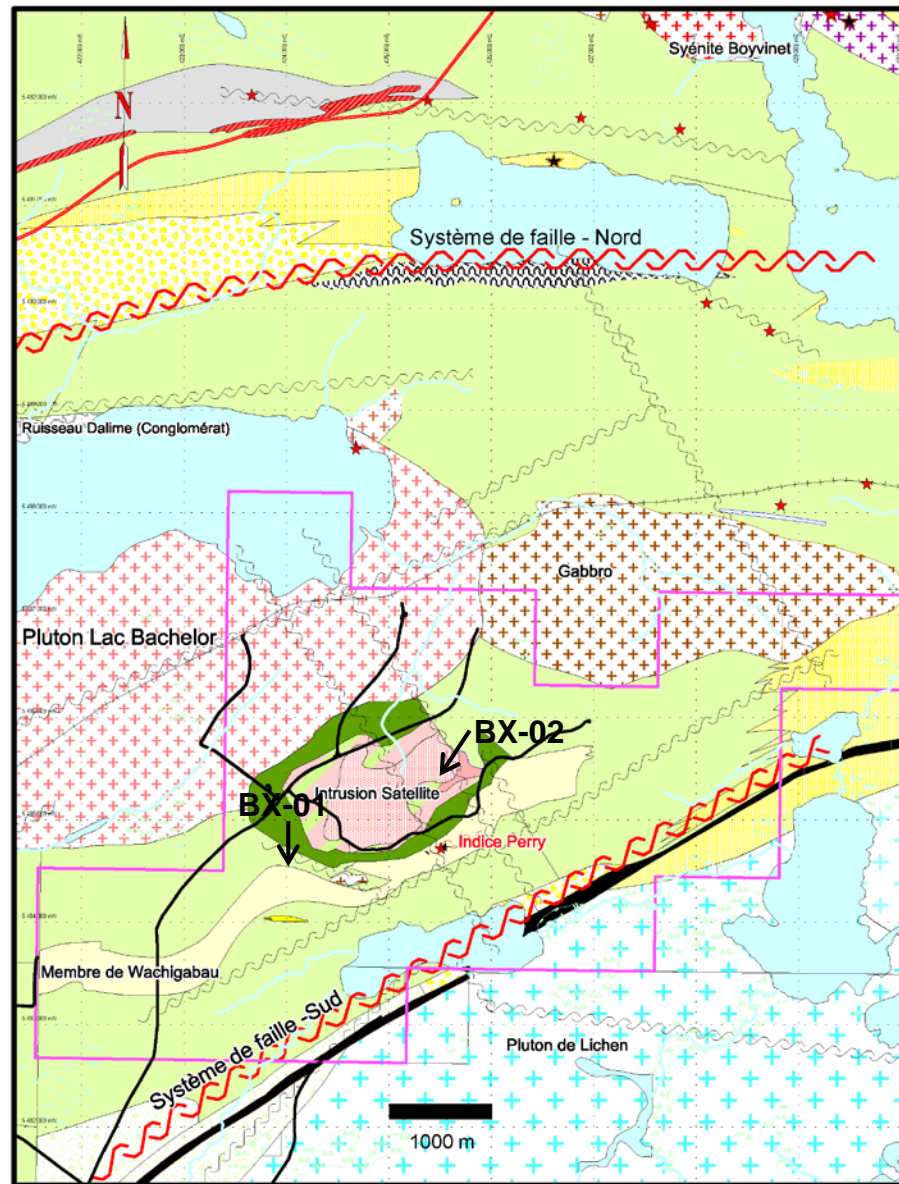 Syénite Boyvinet
N
Système de faille - Nord
Ruisseau Dalime (Conglomérat)
Gabbro
Pluton Lac Bachelor
BX-02
Intrusion Satellite
BX-01
Indice Perry
Membre de Wachigabau
Système de faille -Sud
Pluton de Lichen
1000 m